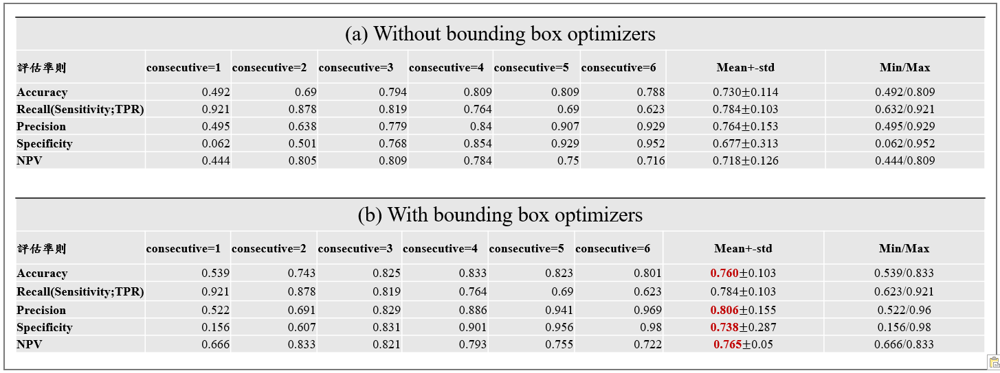 (a) Without bounding box optimizers
評估準則 consecutive=1 consecutive=2 consecutive=3 consecutive=4 consecutive=5 consecutive=6 Mean+-std Min/Max
Accuracy 0.492 0.69 0.794 0.809 0.809 0.788 0.730±0.114 0.492/0.809
Recall(Sensitivity;TPR) 0.921 0.878 0.819 0.764 0.69 0.623 0.784±0.103 0.632/0.921
Precision 0.495 0.638 0.779 0.84 0.907 0.929 0.764±0.153 0.495/0.929
Specificity 0.062 0.501 0.768 0.854 0.929 0.952 0.677±0.313 0.062/0.952
NPV 0.444 0.805 0.809 0.784 0.75 0.716 0.718±0.126 0.444/0.809
(b) With bounding box optimizers
評估準則 consecutive=1 consecutive=2 consecutive=3 consecutive=4 consecutive=5 consecutive=6 Mean+-std Min/Max
Accuracy 0.539 0.743 0.825 0.833 0.823 0.801 0.760±0.103 0.539/0.833
Recall(Sensitivity;TPR) 0.921 0.878 0.819 0.764 0.69 0.623 0.784±0.103 0.623/0.921
Precision 0.522 0.691 0.829 0.886 0.941 0.969 0.806±0.155 0.522/0.96
Specificity 0.156 0.607 0.831 0.901 0.956 0.98 0.738±0.287 0.156/0.98
NPV 0.666 0.833 0.821 0.793 0.755 0.722 0.765±0.05 0.666/0.833